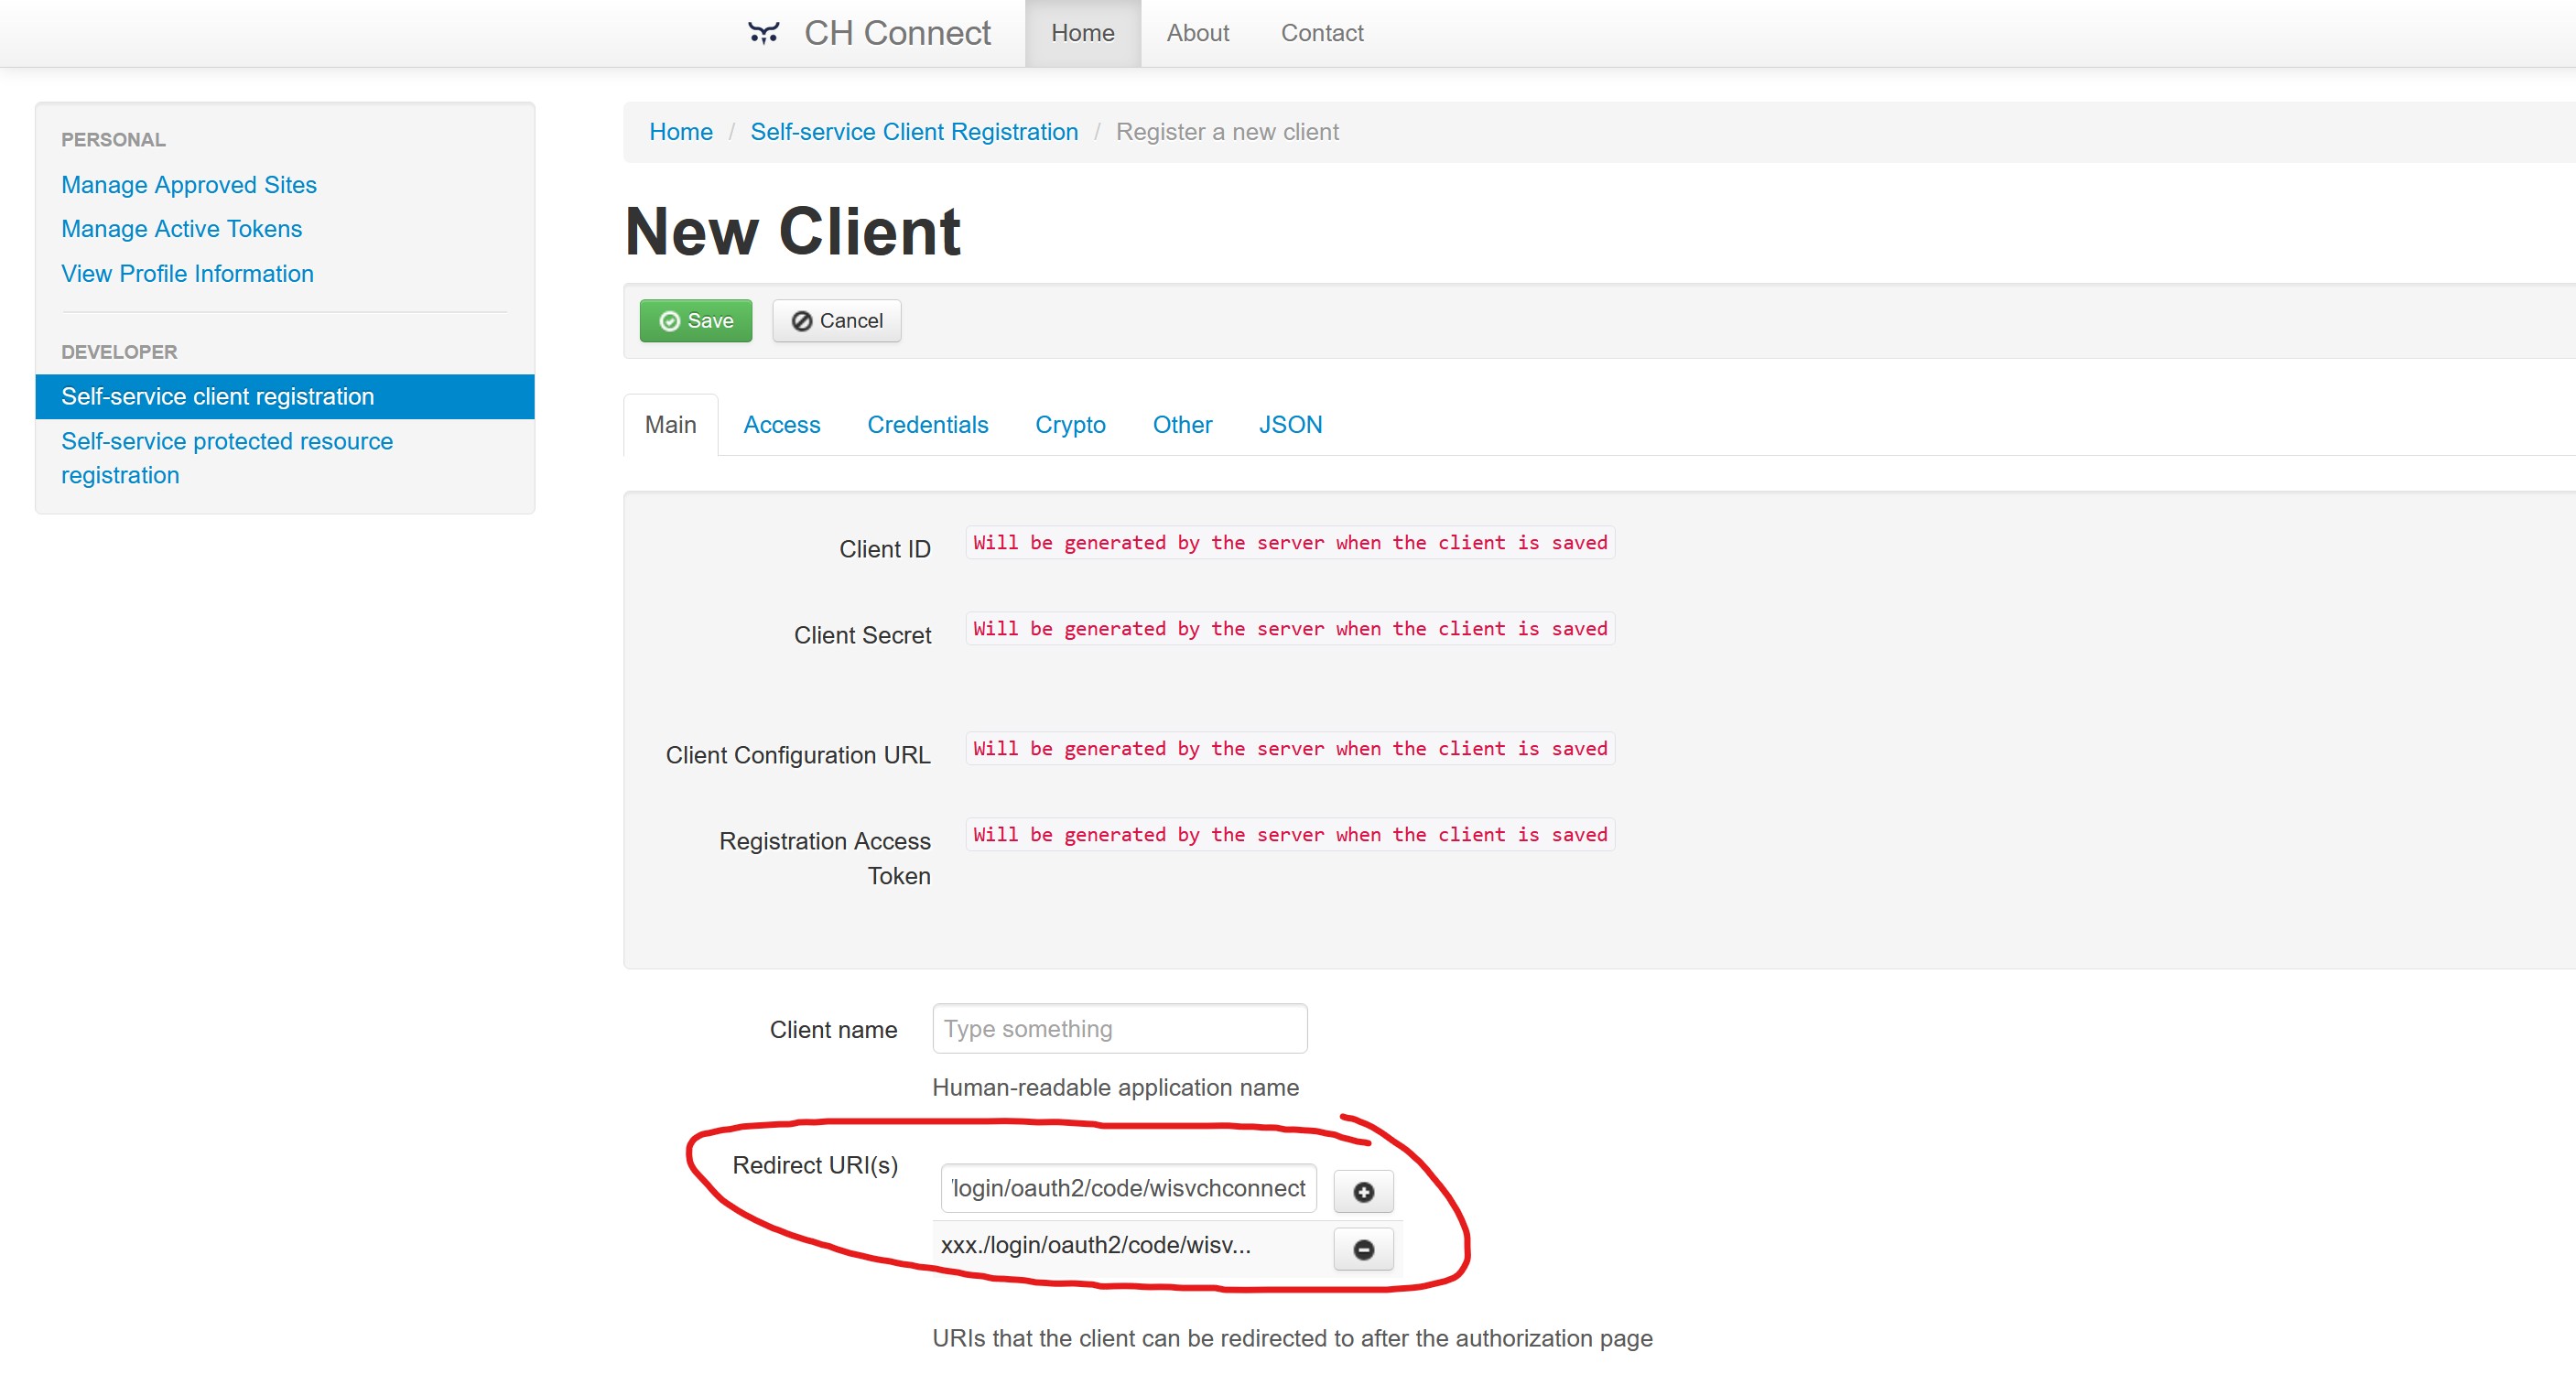 CH Connect Home About Contact
PERSONAL
Manage Approved Sites
Manage Active Tokens
View Profile Information
DEVELOPER
Self-service client registration
Self-service protected resource
registration
Home / Self-service Client Registration / Register a new client
New Client
Save Cancel
Main Access Credentials Crypto Other JSON
Client ID Will be generated by the server when the client is saved
Client Secret Will be generated by the server when the client is saved
Client Configuration URL Will be generated by the server when the client is saved
Registration Access Will be generated by the server when the client is saved
Token
Client name Type something
Human-readable application name
Redirect URI(s) /login/oauth2/code/wisvchconnect
xxx./login/oauth2/code/wisv...
URIs that the client can be redirected to after the authorization page